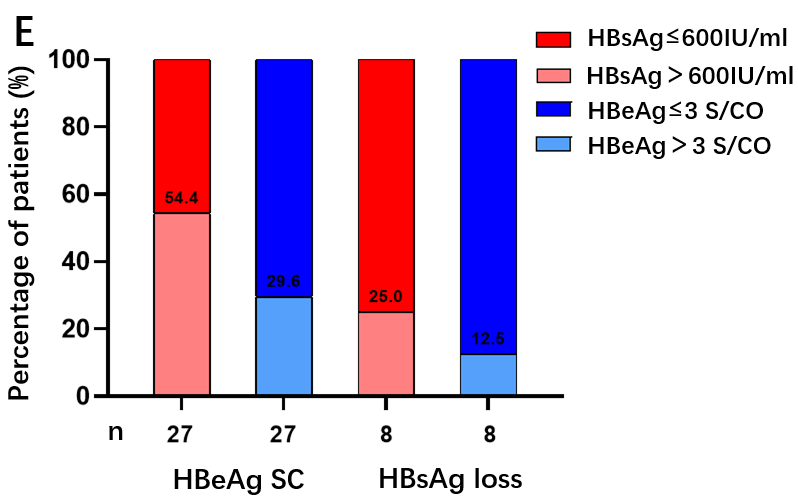 E
HBsAg≤600IU/ml
HBsAg＞600IU/ml
HBeAg≤3 S/CO
HBeAg＞3 S/CO
Percentage of patients (%)
100
80
60
40
20
0
54.4
29.6
25.0
12.5
n 27 27 8 8
HBeAg SC HBsAg loss